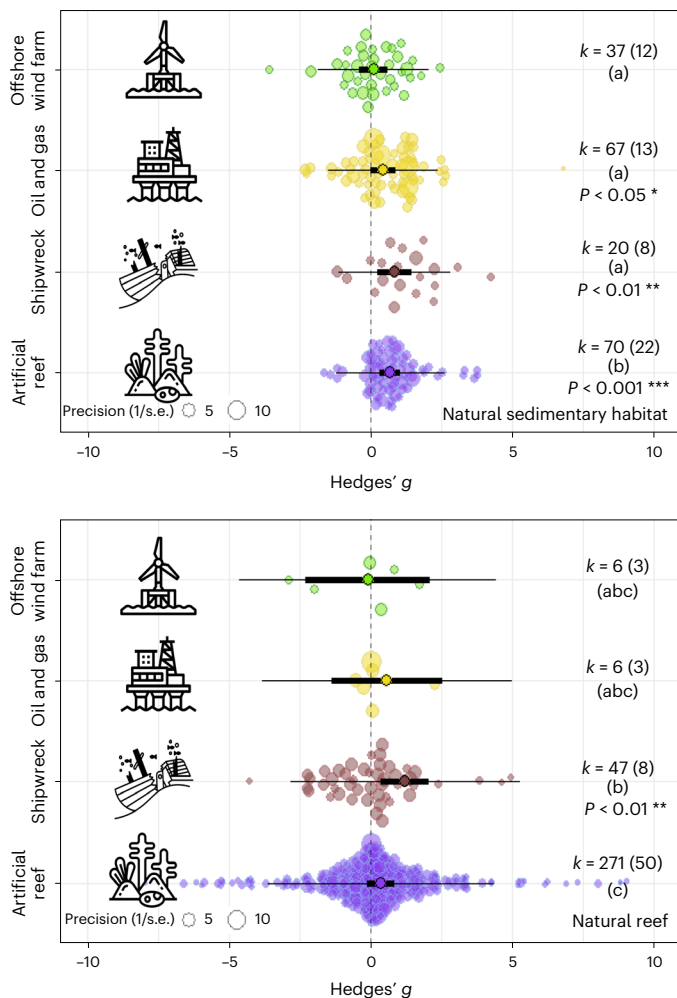 Offshore
wind farm
k = 37 (12)
(a)
Oil and gas
k = 67 (13)
(a)
P < 0.05 *
Shipwreck
k = 20 (8)
(a)
P < 0.01 **
Artificial
reef
k = 70 (22)
(b)
P < 0.001 ***
Precision (1/s.e.) 5 10
Natural sedimentary habitat
–10 –5 0 5 10
Hedges’ g
Offshore
wind farm
k = 6 (3)
(abc)
Oil and gas
k = 6 (3)
(abc)
Shipwreck
k = 47 (8)
(b)
P < 0.01 **
Artificial
reef
k = 271 (50)
(c)
Precision (1/s.e.) 5 10
Natural reef
–10 –5 0 5 10
Hedges’ g